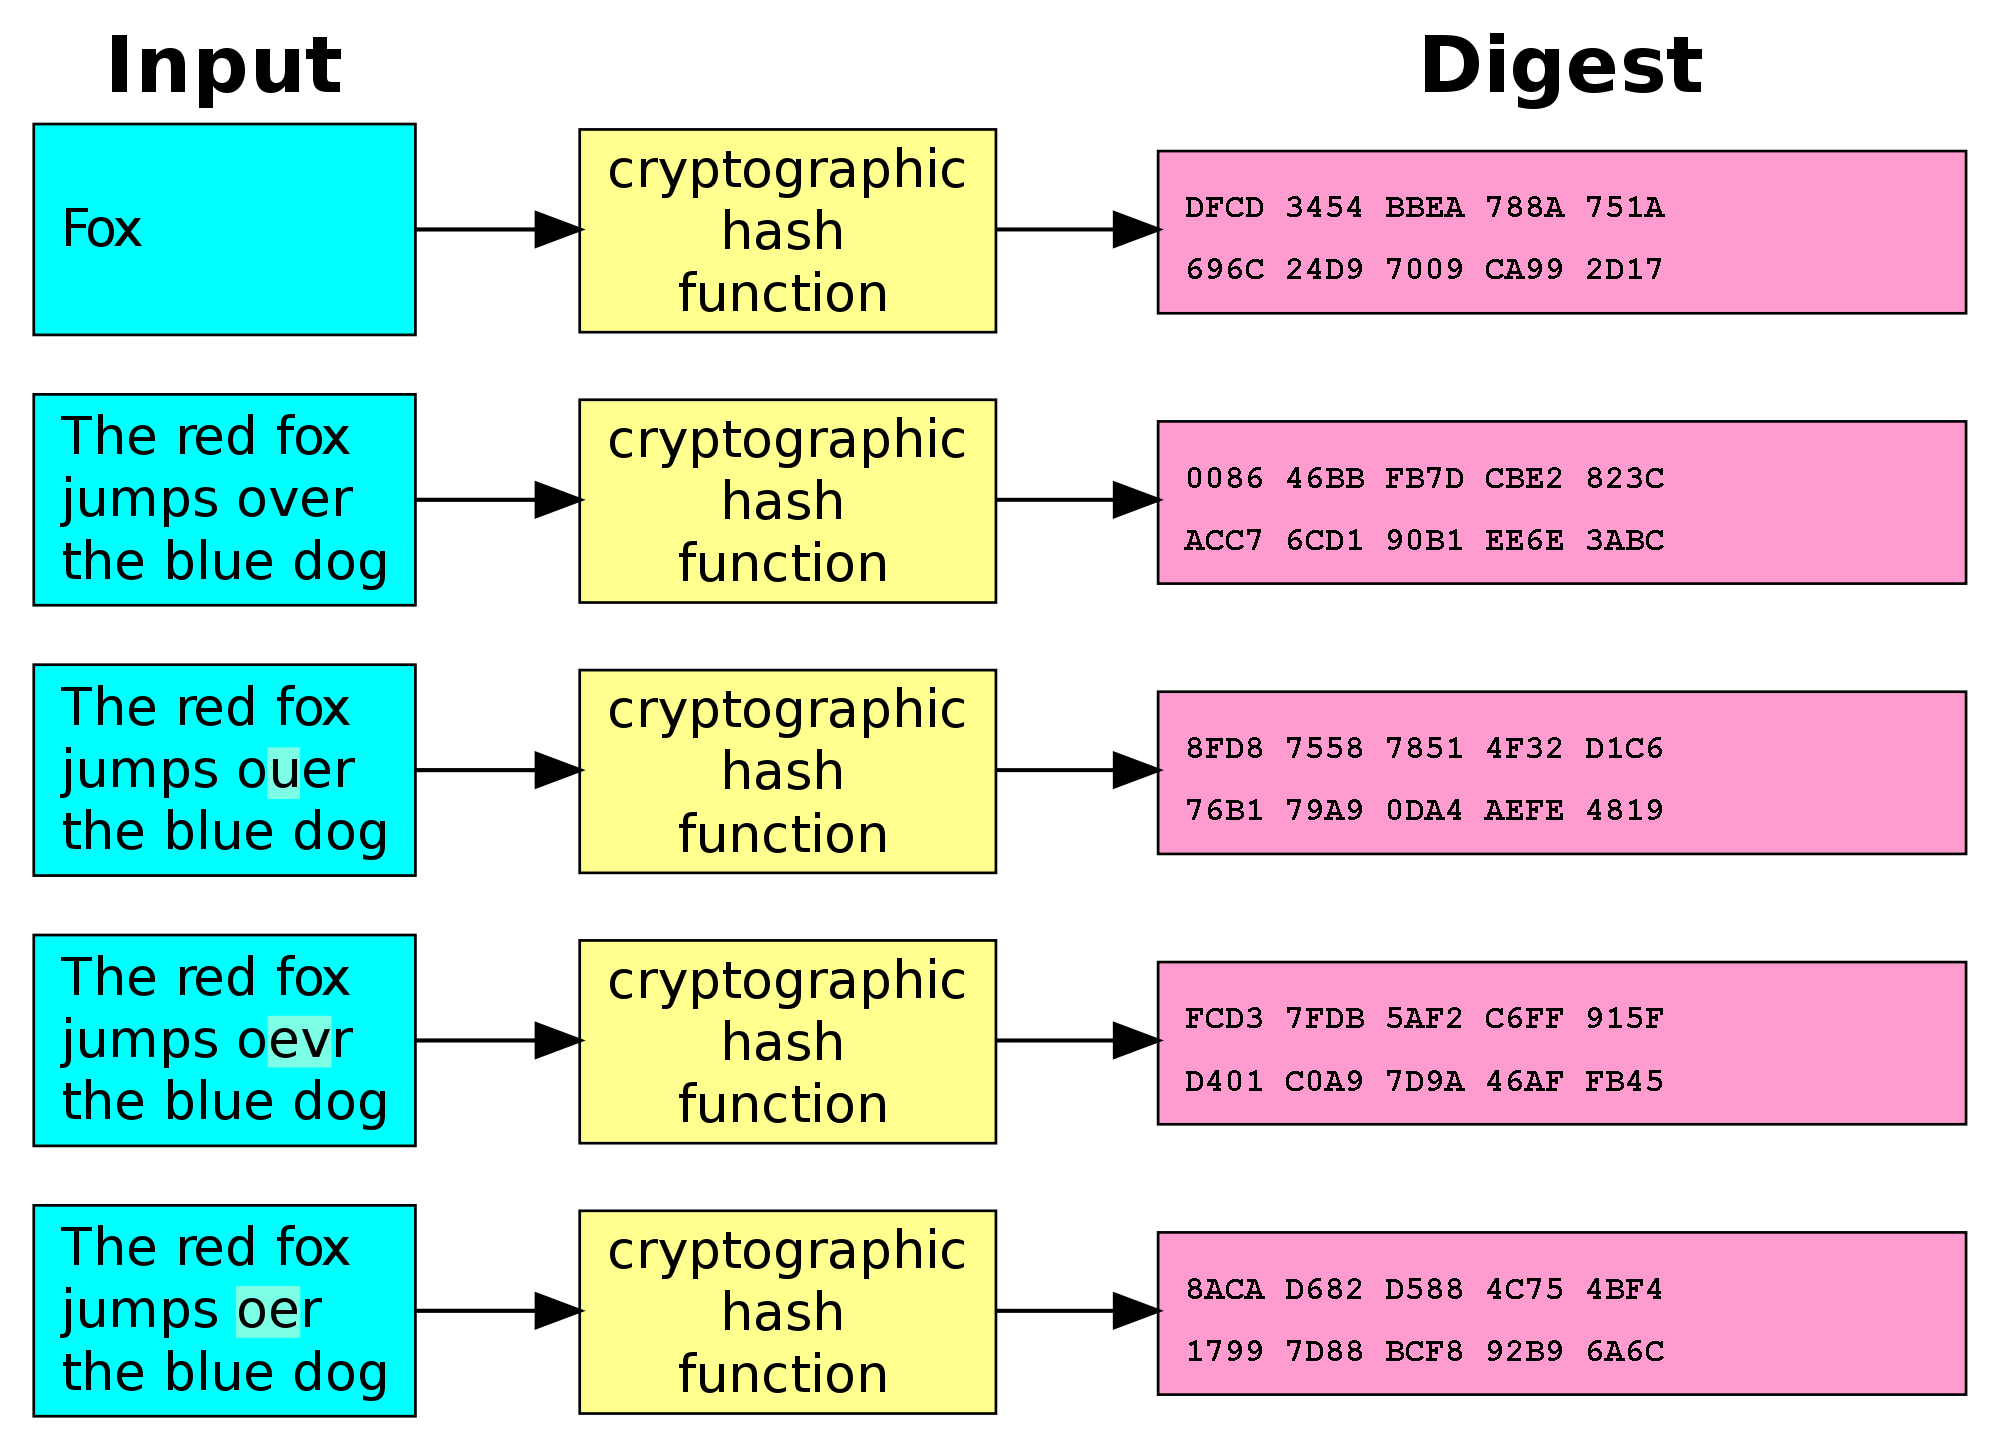 Input
Digest
Fox
cryptographic
hash
function
DFCD 3454 BBEA 788A 751A
696C 24D9 7009 CA99 2D17
The red fox
jumps over
the blue dog
cryptographic
hash
function
0086 46BB FB7D CBE2 823C
ACC7 6CD1 90B1 EE6E 3ABC
The red fox
jumps ouer
the blue dog
cryptographic
hash
function
8FD8 7558 7851 4F32 D1C6
76B1 79A9 0DA4 AEFE 4819
The red fox
jumps oevr
the blue dog
cryptographic
hash
function
FCD3 7FDB 5AF2 C6FF 915F
D401 C0A9 7D9A 46AF FB45
The red fox
jumps oer
the blue dog
cryptographic
hash
function
8ACA D682 D588 4C75 4BF4
1799 7D88 BCF8 92B9 6A6C